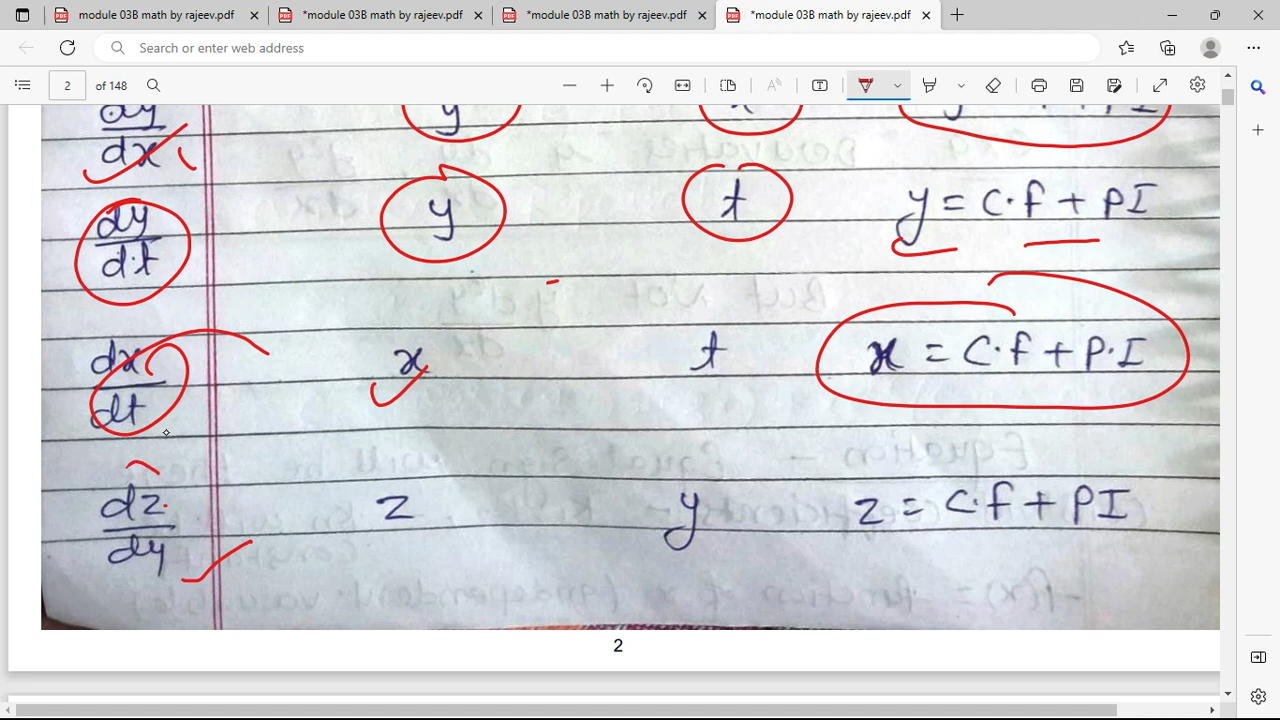 module 03B math by rajeev.pdf *module 03B math by rajeev.pdf *module 03B math by rajeev.pdf *module 03B math by rajeev.pdf
Search or enter web address
2 of 148
dy/dx y x
dy/d.t y t y = C.f + PI
dx/dt x t x = C.f + P.I
dz/dy z y z = C.f + PI
2